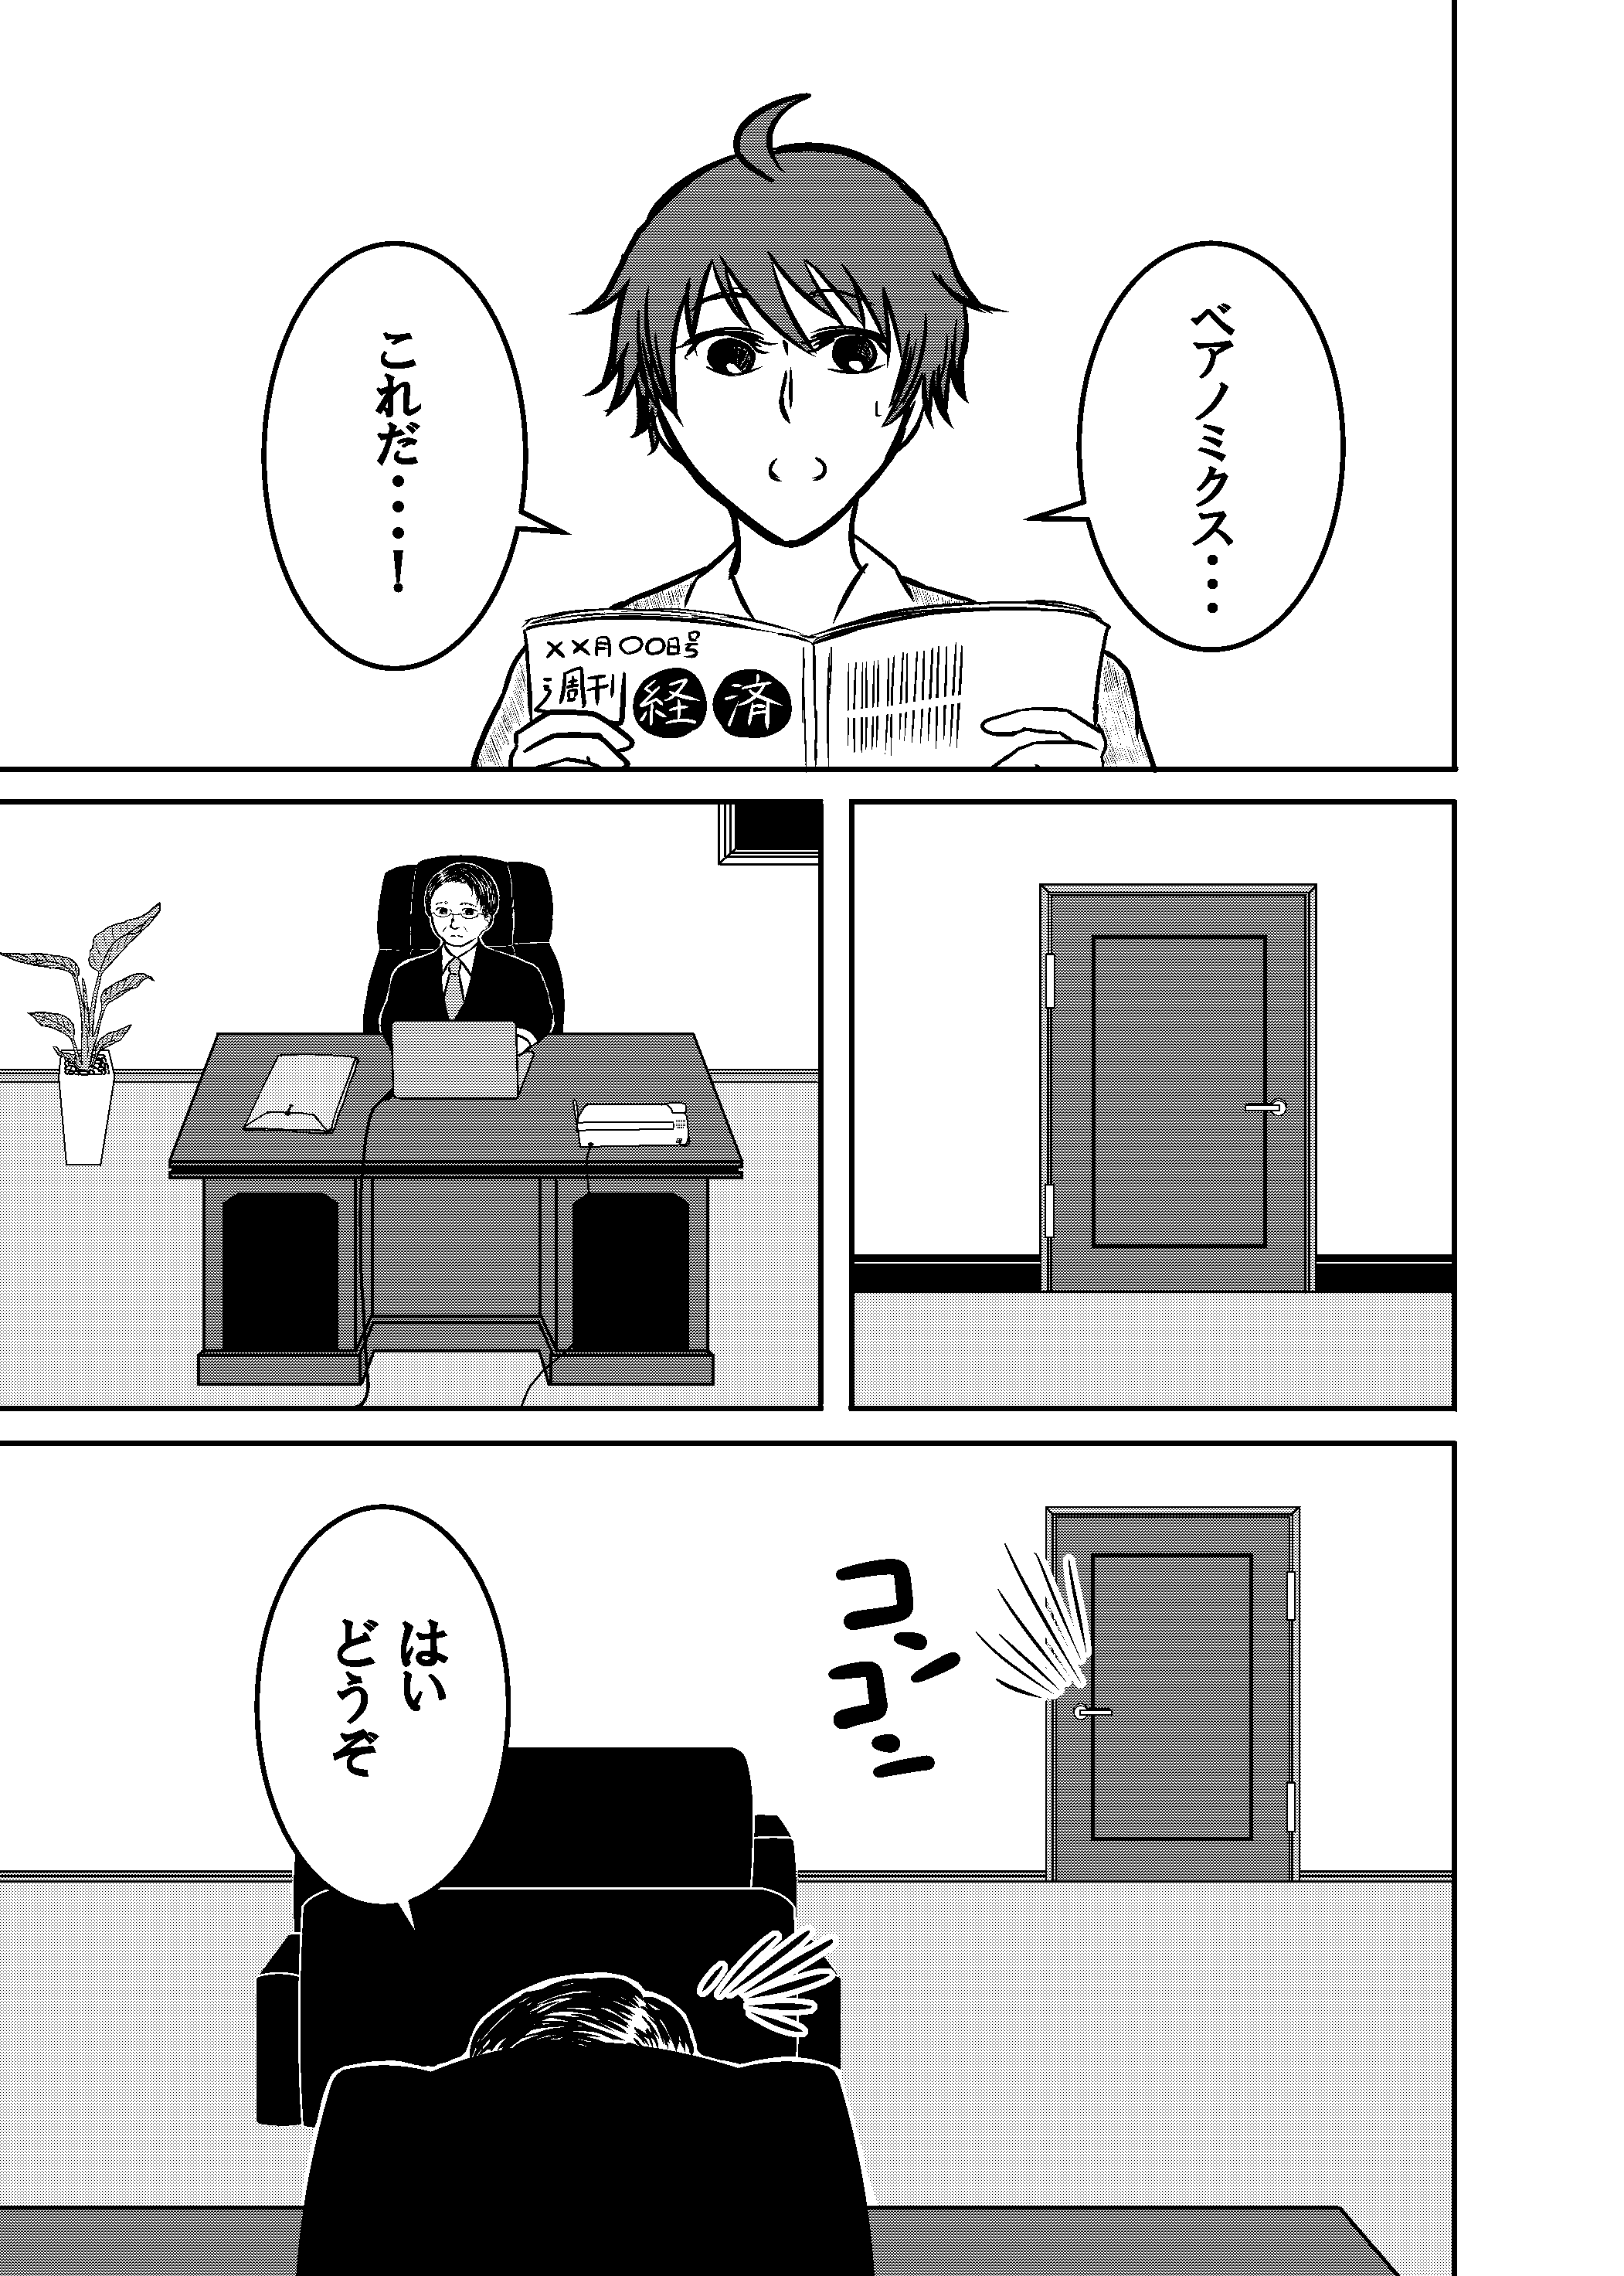 ベアノミクス・・・
これだ・・・！
××月〇〇日号
週刊
経済
コンコン
はい
どうぞ